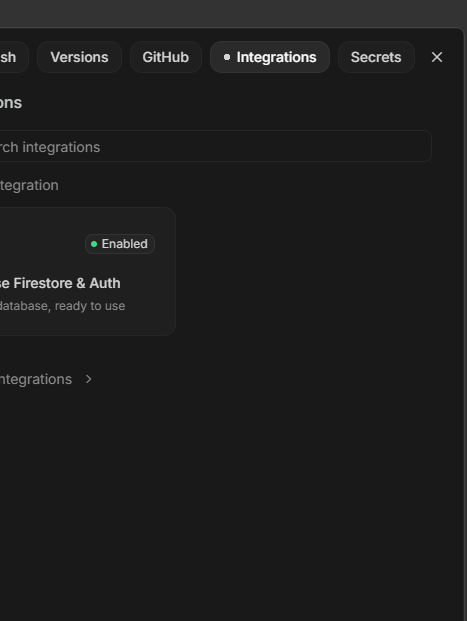 sh Versions GitHub Integrations Secrets
ons
rch integrations
tegration
Enabled
se Firestore & Auth
database, ready to use
ntegrations